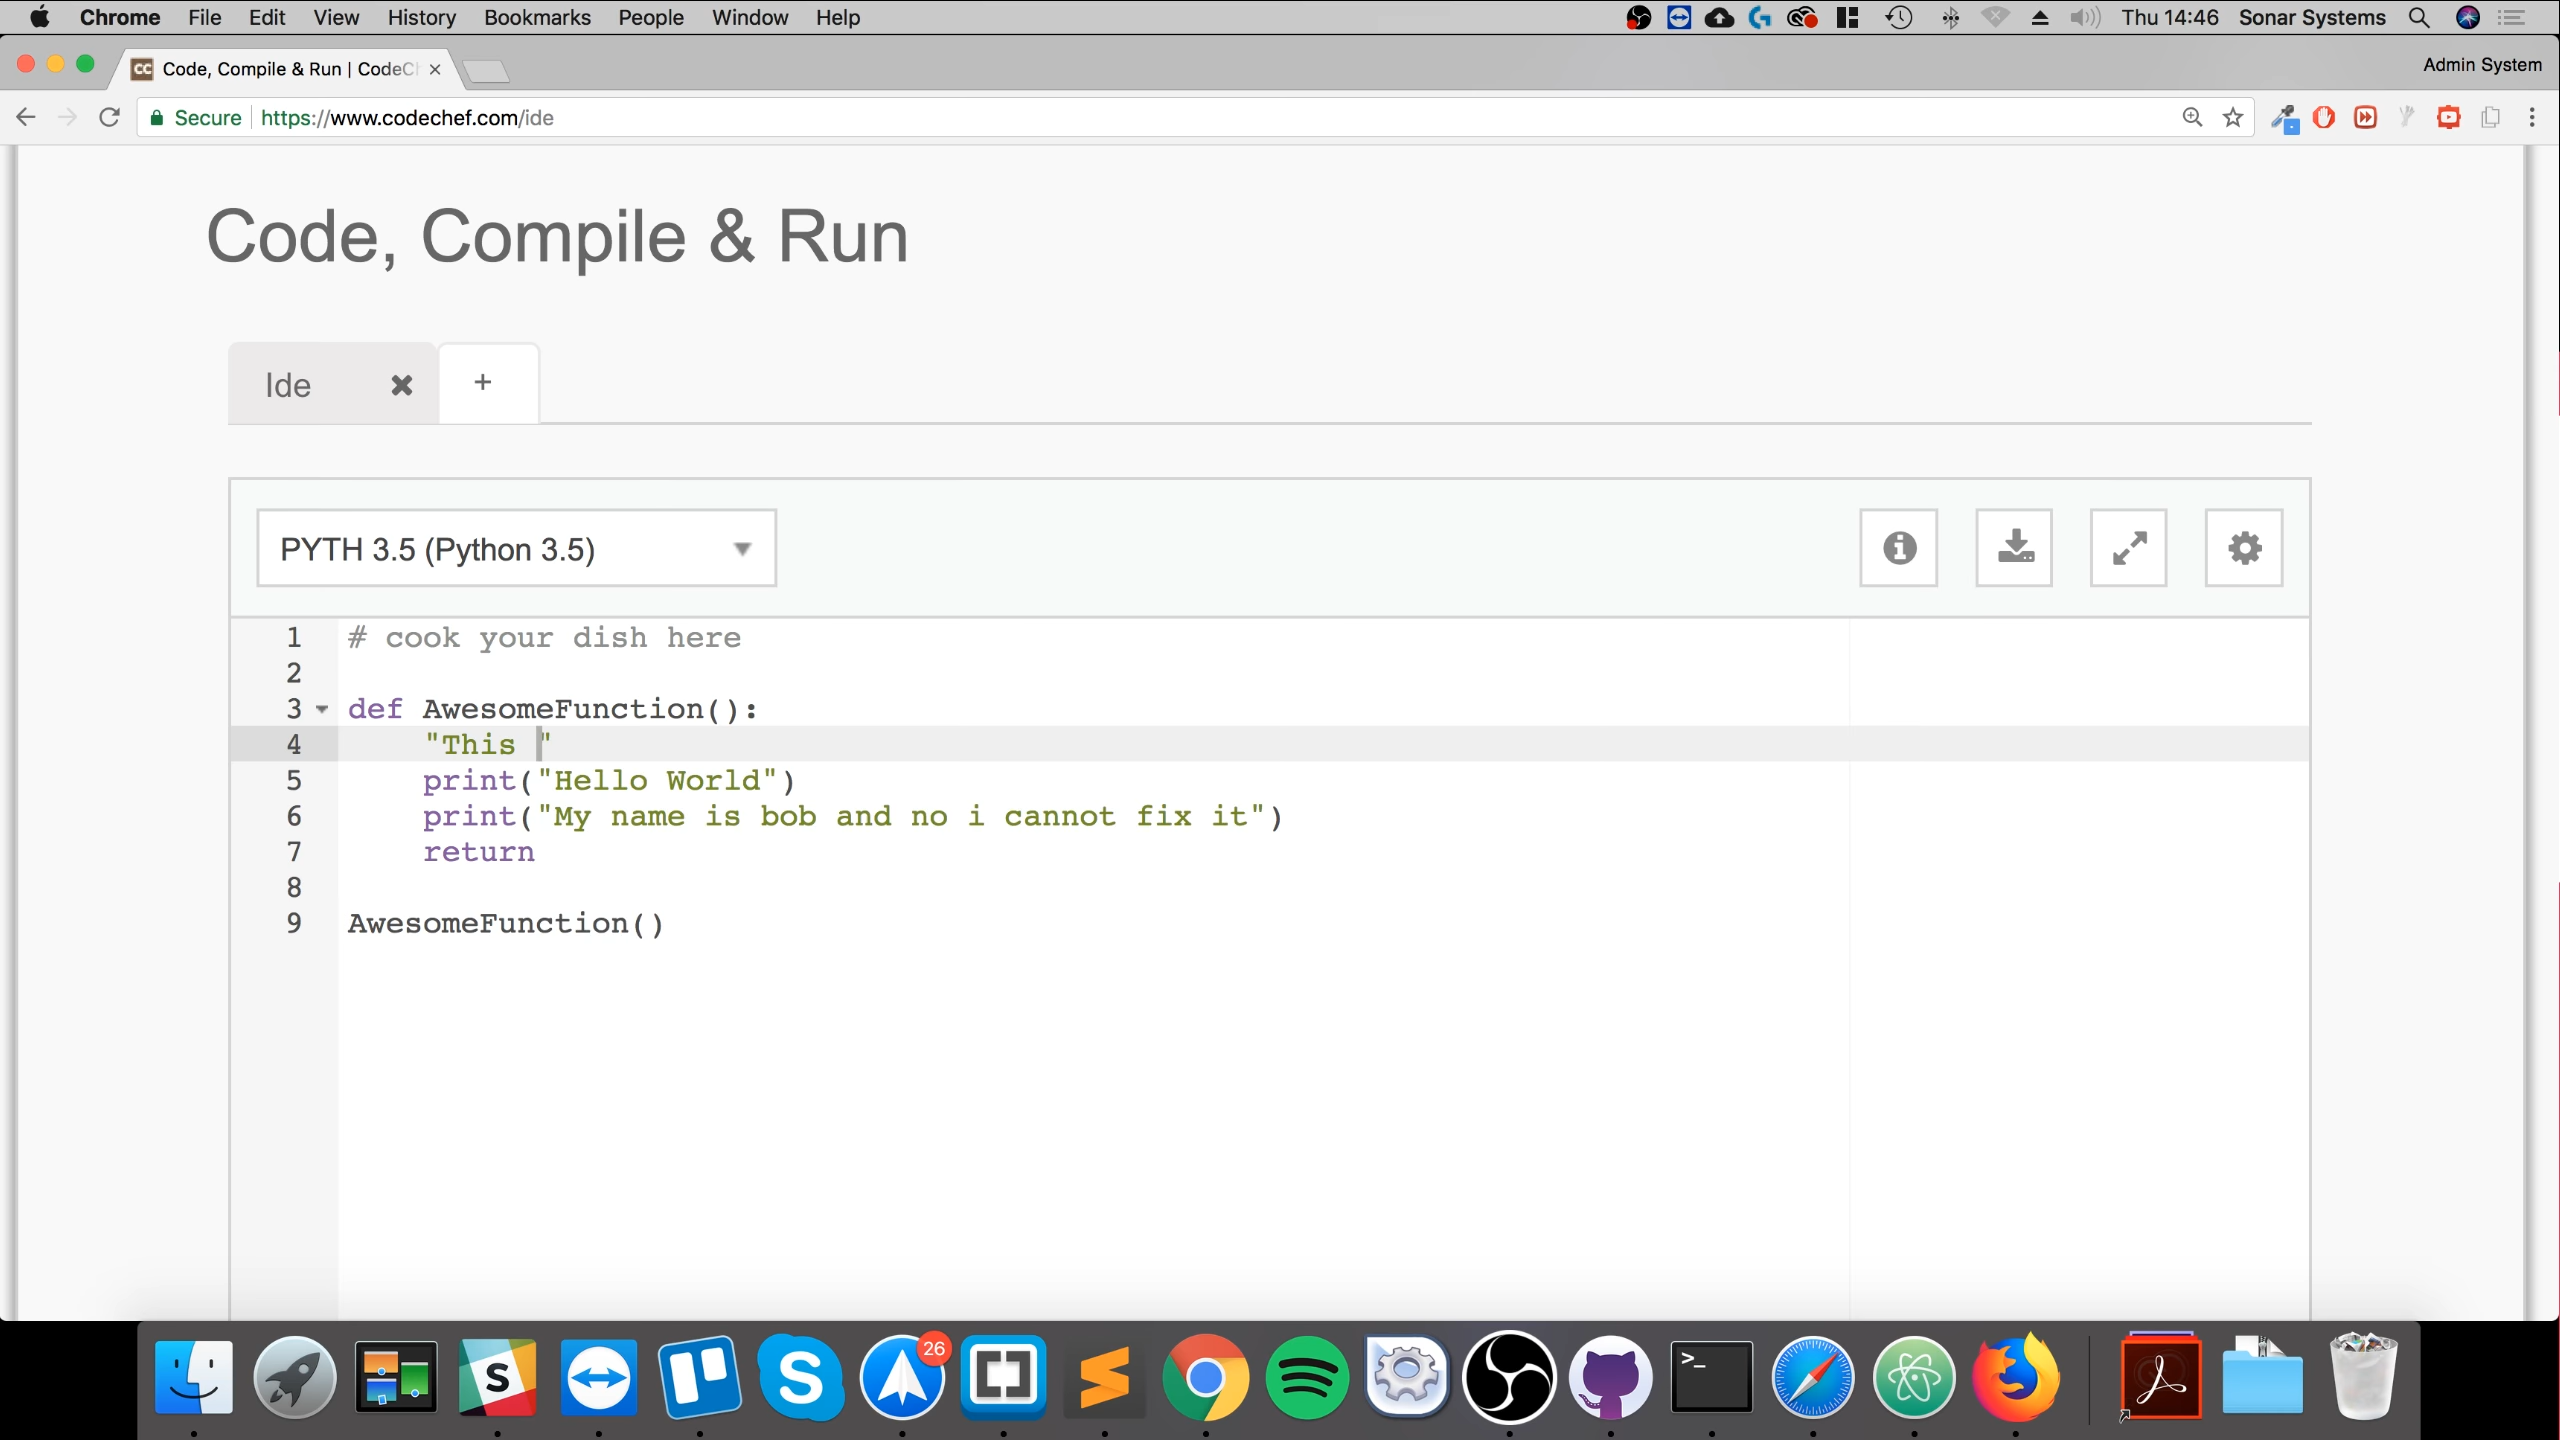 Chrome File Edit View History Bookmarks People Window Help Thu 14:46 Sonar Systems
Code, Compile & Run | CodeC
Admin System
Secure https://www.codechef.com/ide
Code, Compile & Run
Ide
+
PYTH 3.5 (Python 3.5)
1 # cook your dish here
2
3 def AwesomeFunction():
4 "This "
5 print("Hello World")
6 print("My name is bob and no i cannot fix it")
7 return
8
9 AwesomeFunction()
26